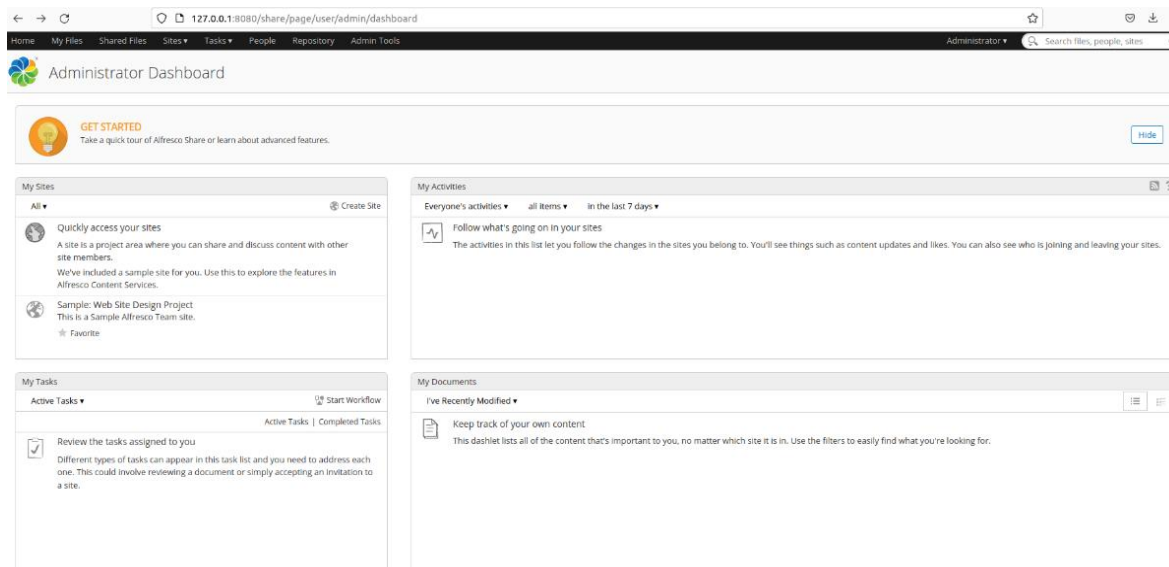 127.0.0.1:8080/share/page/user/admin/dashboard
Home My Files Shared Files Sites Tasks People Repository Admin Tools Administrator Search files, people, sites
Administrator Dashboard
GET STARTED
Take a quick tour of Alfresco Share or learn about advanced features.
Hide
My Sites
All Create Site
Quickly access your sites
A site is a project area where you can share and discuss content with other
site members.
We've included a sample site for you. Use this to explore the features in
Alfresco Content Services.
Sample: Web Site Design Project
This is a Sample Alfresco Team site.
Favorite
My Activities
Everyone's activities all items in the last 7 days
Follow what's going on in your sites
The activities in this list let you follow the changes in the sites you belong to. You'll see things such as content updates and likes. You can also see who is joining and leaving your sites.
My Tasks
Active Tasks Start Workflow
Active Tasks | Completed Tasks
Review the tasks assigned to you
Different types of tasks can appear in this task list and you need to address each
one. This could involve reviewing a document or simply accepting an invitation to
a site.
My Documents
I've Recently Modified
Keep track of your own content
This dashlet lists all of the content that's important to you, no matter which site it is in. Use the filters to easily find what you're looking for.